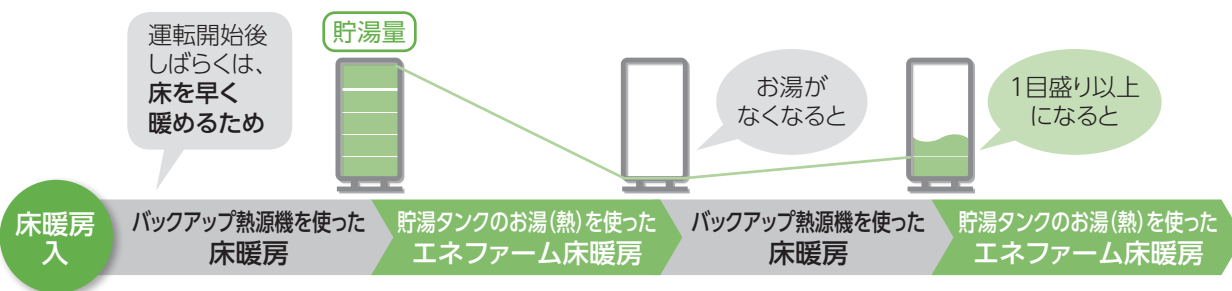 運転開始後
しばらくは、
床を早く
暖めるため
貯湯量
お湯が
なくなると
1目盛り以上
になると
床暖房
入
バックアップ熱源機を使った
床暖房
貯湯タンクのお湯(熱)を使った
エネファーム床暖房
バックアップ熱源機を使った
床暖房
貯湯タンクのお湯(熱)を使った
エネファーム床暖房